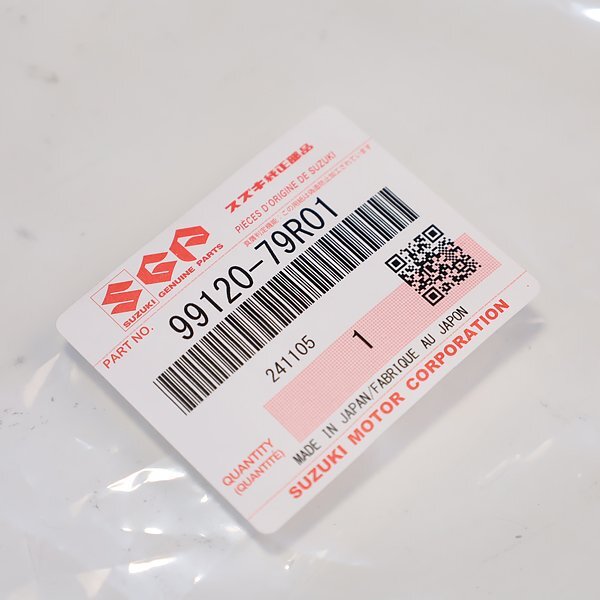 SGP
スズキ純正部品
SUZUKI GENUINE PARTS
PIÈCES D'ORIGINE DE SUZUKI
PART NO.
99120-79R01
241105
1
QUANTITY
(QUANTITÉ)
MADE IN JAPAN/FABRIQUE AU JAPON
SUZUKI MOTOR CORPORATION